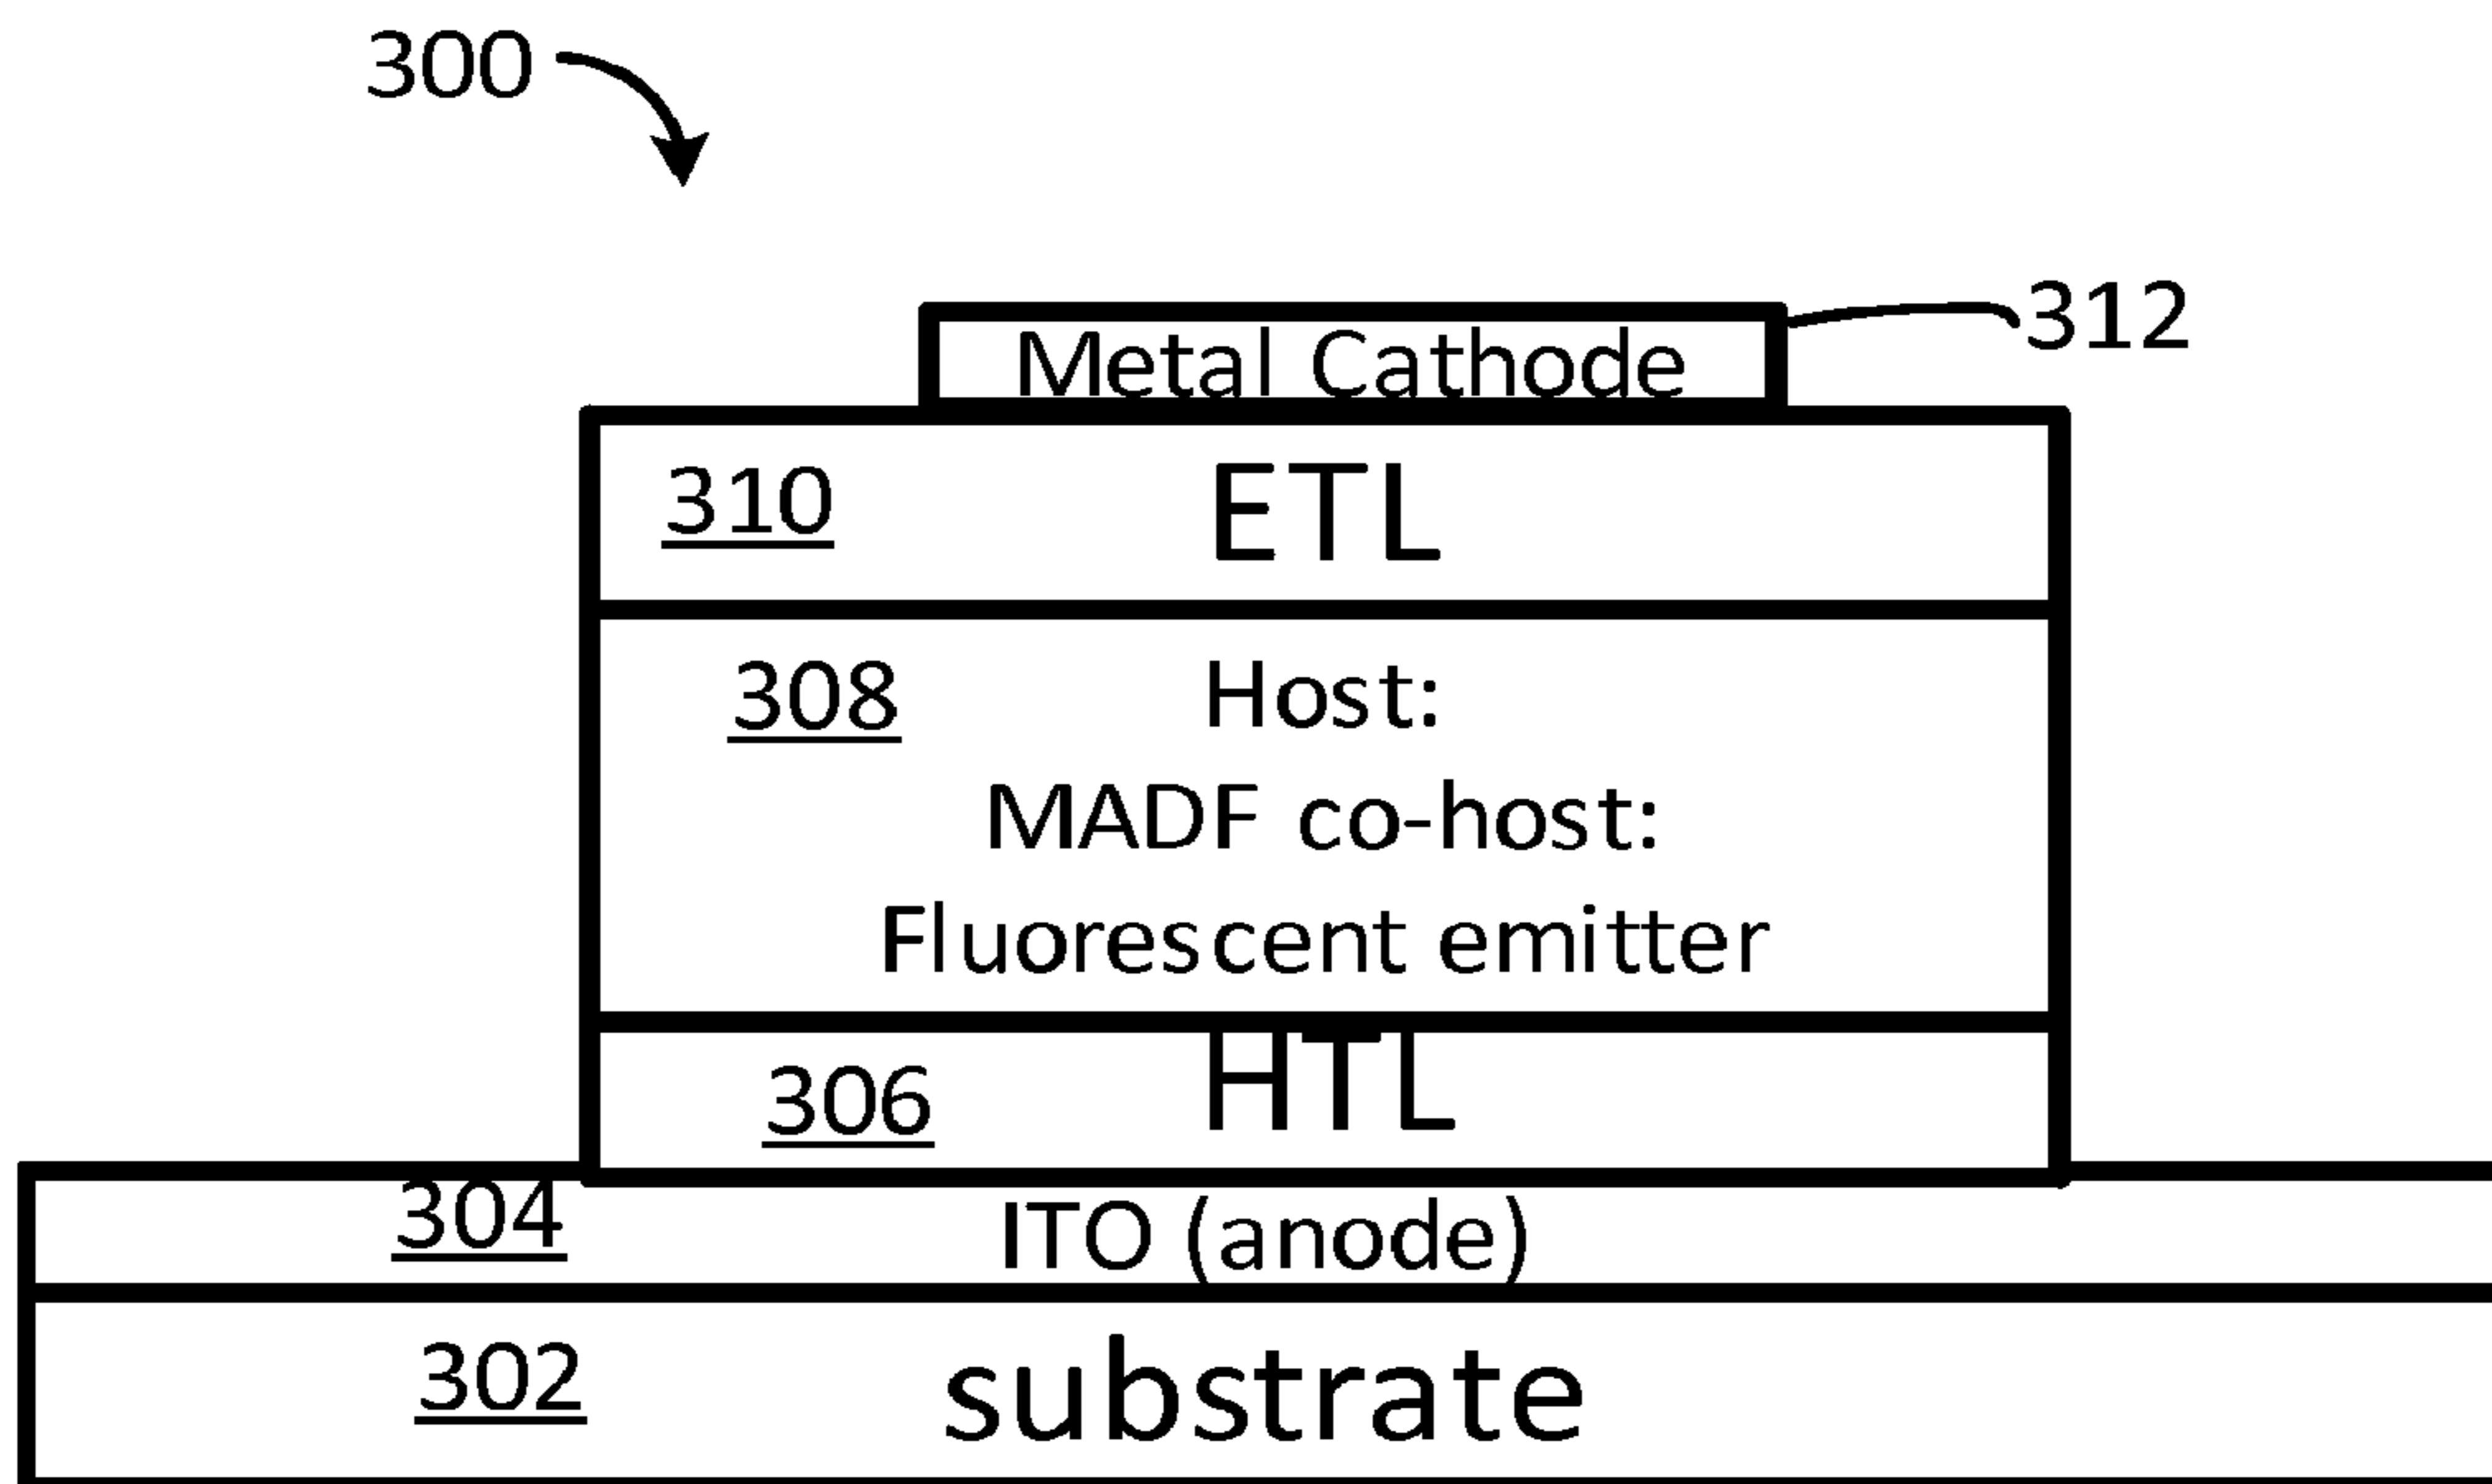 300
Metal Cathode
312
310
ETL
308
Host:
MADF co-host:
Fluorescent emitter
306
HTL
304
ITO (anode)
302
substrate